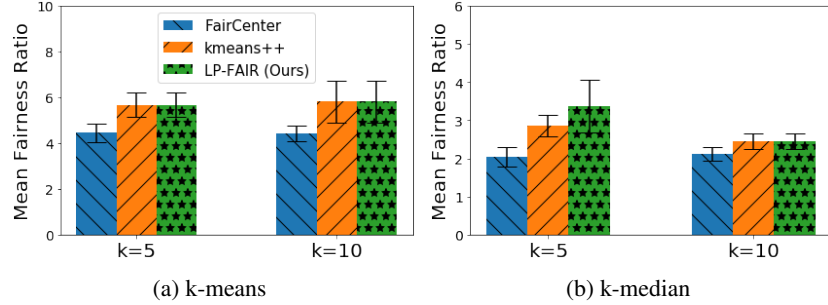 Mean Fairness Ratio
10
8
6
4
2
0
FairCenter
kmeans++
LP-FAIR (Ours)
k=5
k=10
(a) k-means
Mean Fairness Ratio
6
5
4
3
2
1
0
k=5
k=10
(b) k-median